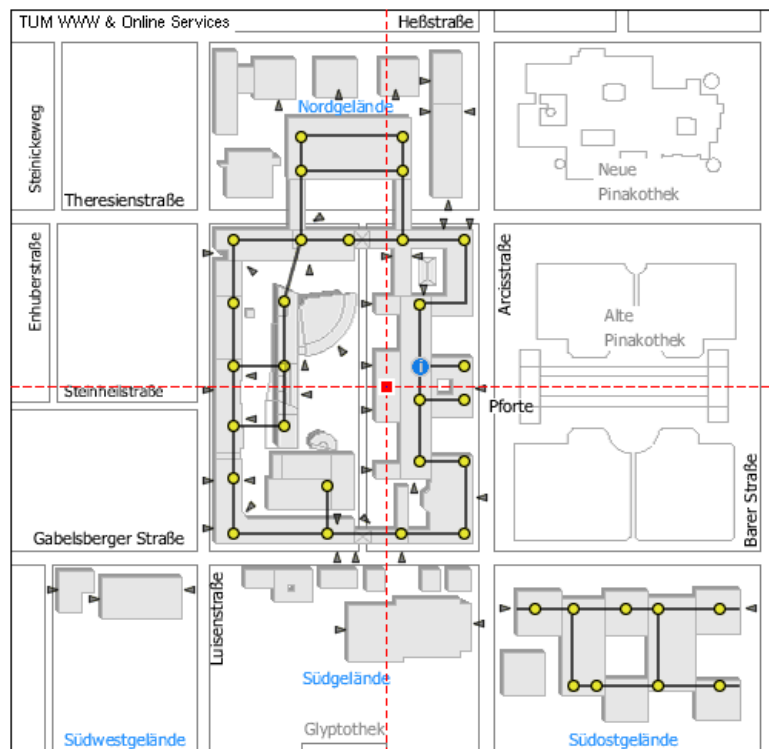 TUM WWW & Online Services
Heßstraße
Nordgelände
Steinickeweg
Theresienstraße
Neue
Pinakothek
Enhuberstraße
Arcisstraße
Alte
Pinakothek
i
Steinheilstraße
Pforte
Barer Straße
Gabelsberger Straße
Luisenstraße
Südgelände
Glyptothek
Südwestgelände
Südostgelände